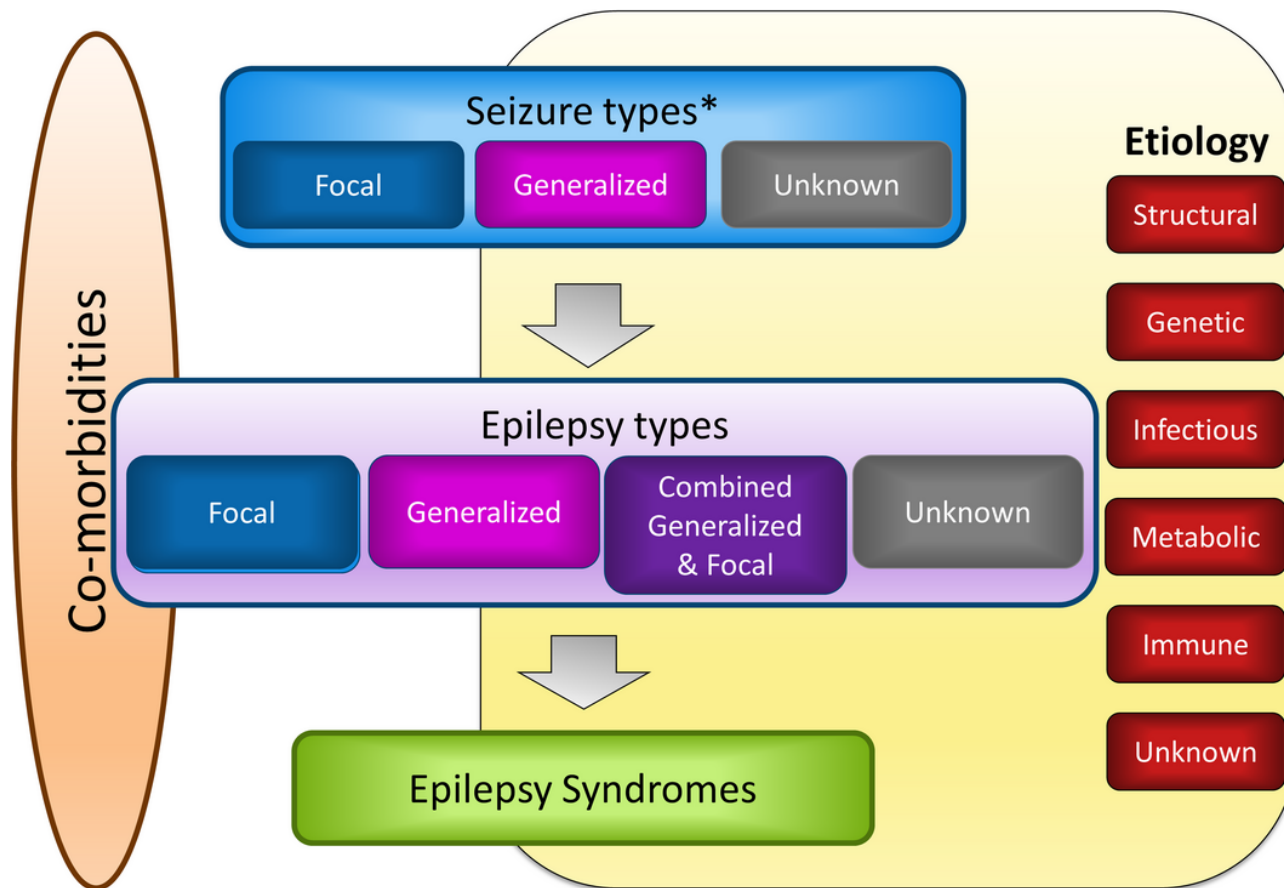 Co-morbidities
Seizure types*
Focal
Generalized
Unknown
Epilepsy types
Focal
Generalized
Combined
Generalized
& Focal
Unknown
Epilepsy Syndromes
Etiology
Structural
Genetic
Infectious
Metabolic
Immune
Unknown